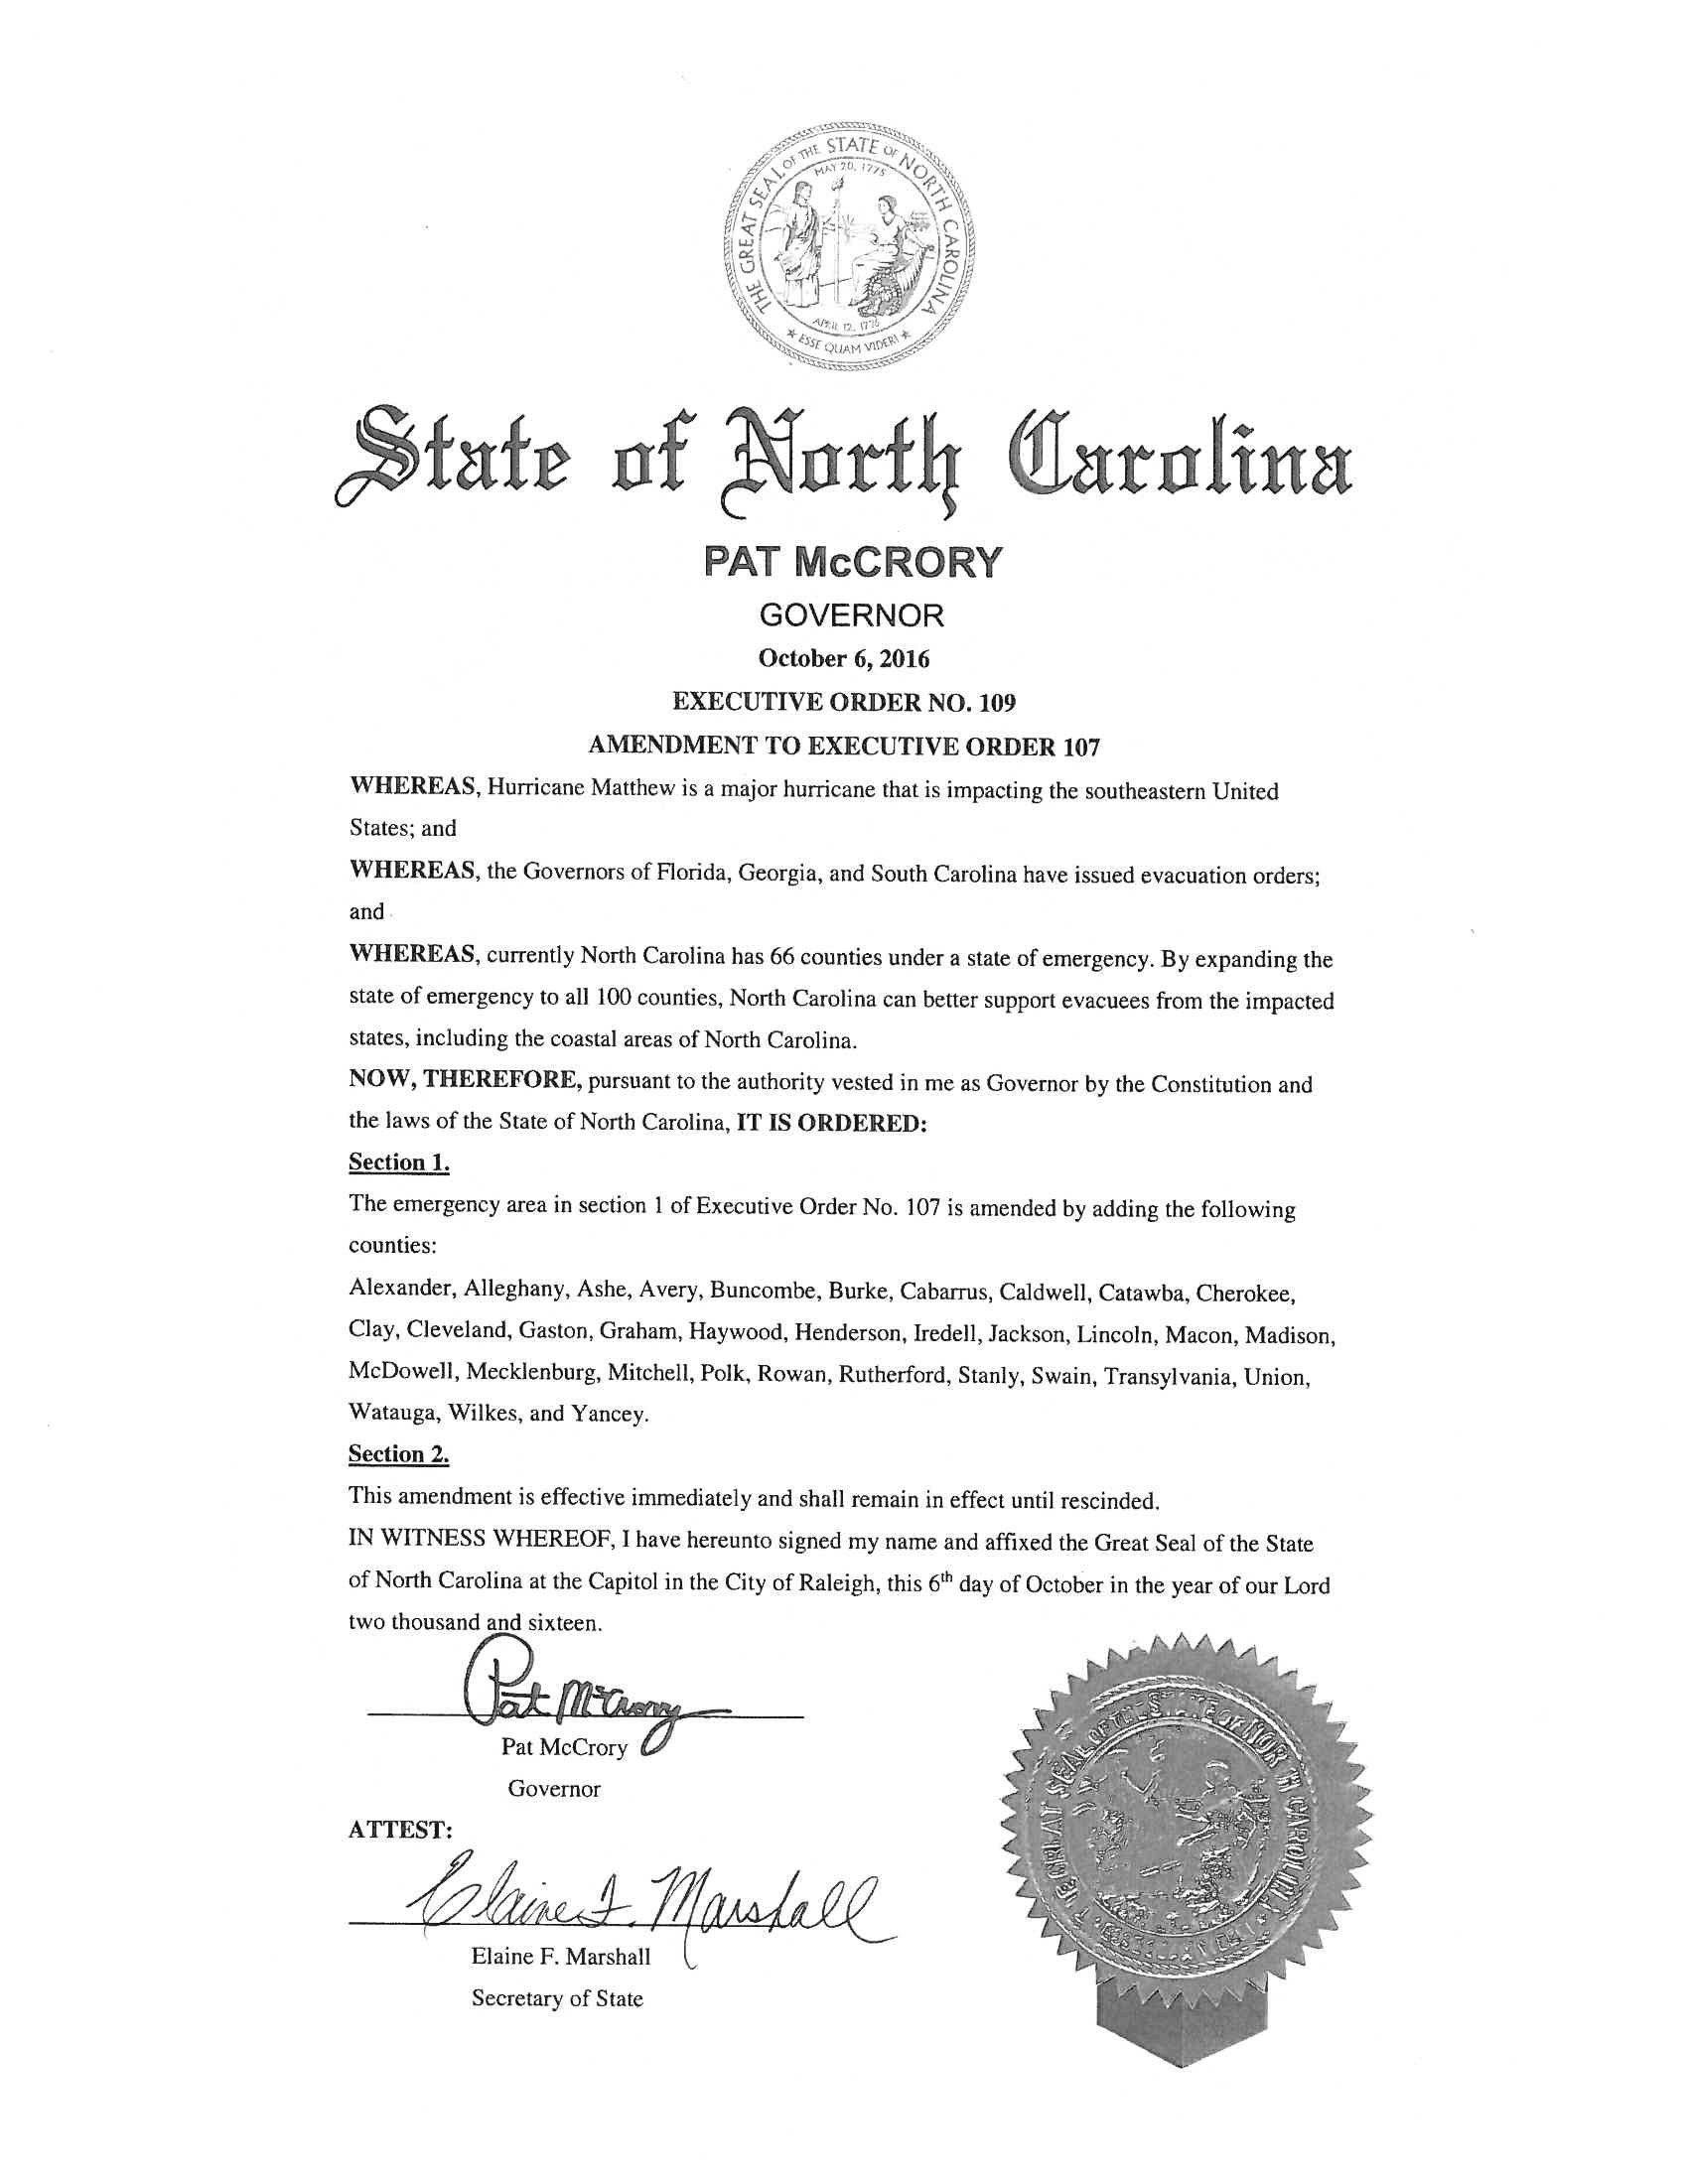 THE GREAT SEAL OF THE STATE OF NORTH CAROLINA
MAY 20, 1775
APRIL 12, 1776
★ ESSE QUAM VIDERI ★
State of North Carolina
PAT McCRORY
GOVERNOR
October 6, 2016
EXECUTIVE ORDER NO. 109
AMENDMENT TO EXECUTIVE ORDER 107
WHEREAS, Hurricane Matthew is a major hurricane that is impacting the southeastern United
States; and
WHEREAS, the Governors of Florida, Georgia, and South Carolina have issued evacuation orders;
and
WHEREAS, currently North Carolina has 66 counties under a state of emergency. By expanding the
state of emergency to all 100 counties, North Carolina can better support evacuees from the impacted
states, including the coastal areas of North Carolina.
NOW, THEREFORE, pursuant to the authority vested in me as Governor by the Constitution and
the laws of the State of North Carolina, IT IS ORDERED:
Section 1.
The emergency area in section 1 of Executive Order No. 107 is amended by adding the following
counties:
Alexander, Alleghany, Ashe, Avery, Buncombe, Burke, Cabarrus, Caldwell, Catawba, Cherokee,
Clay, Cleveland, Gaston, Graham, Haywood, Henderson, Iredell, Jackson, Lincoln, Macon, Madison,
McDowell, Mecklenburg, Mitchell, Polk, Rowan, Rutherford, Stanly, Swain, Transylvania, Union,
Watauga, Wilkes, and Yancey.
Section 2.
This amendment is effective immediately and shall remain in effect until rescinded.
IN WITNESS WHEREOF, I have hereunto signed my name and affixed the Great Seal of the State
of North Carolina at the Capitol in the City of Raleigh, this 6th day of October in the year of our Lord
two thousand and sixteen.
Pat McCrory
Pat McCrory
Governor
ATTEST:
Elaine F. Marshall
Elaine F. Marshall
Secretary of State
GREAT SEAL OF THE STATE OF NORTH CAROLINA